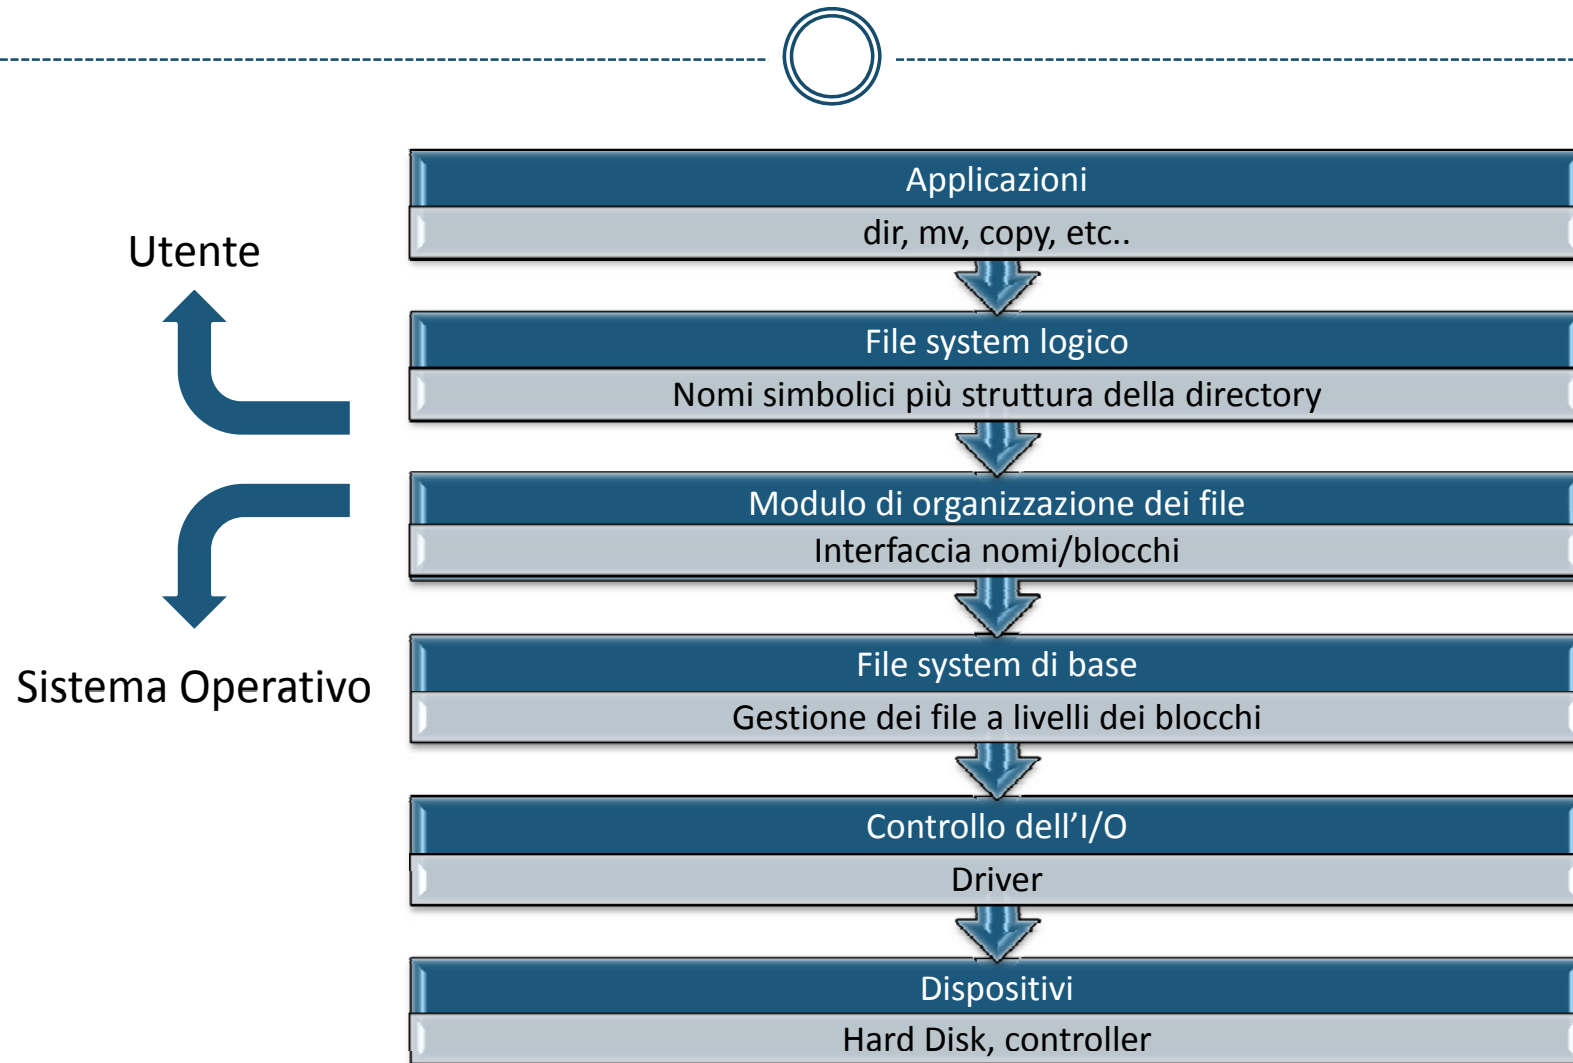 Applicazioni
dir, mv, copy, etc..
Utente
File system logico
Nomi simbolici più struttura della directory
Modulo di organizzazione dei file
Interfaccia nomi/blocchi
File system di base
Sistema Operativo
Gestione dei file a livelli dei blocchi
Controllo dell’I/O
Driver
Dispositivi
Hard Disk, controller